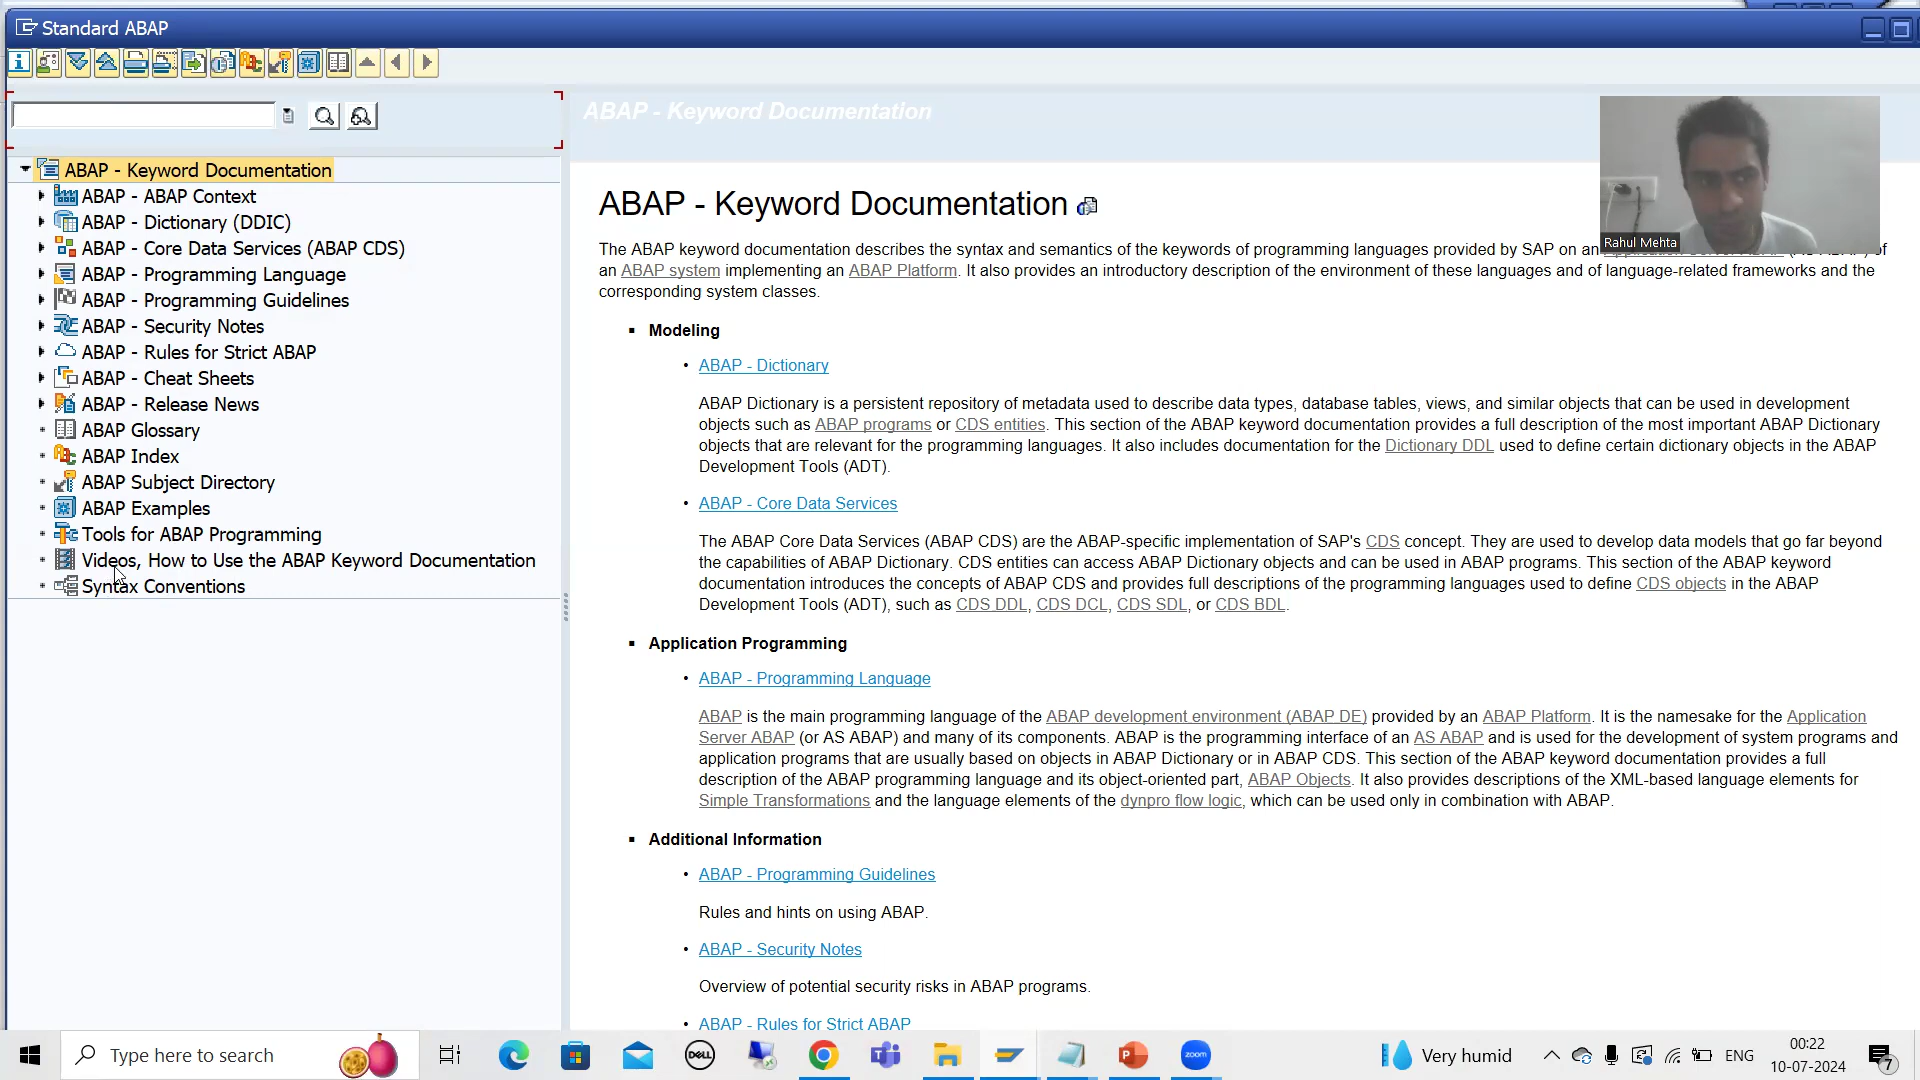 Standard ABAP
ABAP - Keyword Documentation
ABAP - Keyword Documentation
ABAP - ABAP Context
ABAP - Dictionary (DDIC)
ABAP - Core Data Services (ABAP CDS)
ABAP - Programming Language
ABAP - Programming Guidelines
ABAP - Security Notes
ABAP - Rules for Strict ABAP
ABAP - Cheat Sheets
ABAP - Release News
ABAP Glossary
ABAP Index
ABAP Subject Directory
ABAP Examples
Tools for ABAP Programming
Videos, How to Use the ABAP Keyword Documentation
Syntax Conventions
ABAP - Keyword Documentation
The ABAP keyword documentation describes the syntax and semantics of the keywords of programming languages provided by SAP on an of
an ABAP system implementing an ABAP Platform. It also provides an introductory description of the environment of these languages and of language-related frameworks and the
corresponding system classes.
Modeling
ABAP - Dictionary
ABAP Dictionary is a persistent repository of metadata used to describe data types, database tables, views, and similar objects that can be used in development
objects such as ABAP programs or CDS entities. This section of the ABAP keyword documentation provides a full description of the most important ABAP Dictionary
objects that are relevant for the programming languages. It also includes documentation for the Dictionary DDL used to define certain dictionary objects in the ABAP
Development Tools (ADT).
ABAP - Core Data Services
The ABAP Core Data Services (ABAP CDS) are the ABAP-specific implementation of SAP's CDS concept. They are used to develop data models that go far beyond
the capabilities of ABAP Dictionary. CDS entities can access ABAP Dictionary objects and can be used in ABAP programs. This section of the ABAP keyword
documentation introduces the concepts of ABAP CDS and provides full descriptions of the programming languages used to define CDS objects in the ABAP
Development Tools (ADT), such as CDS DDL, CDS DCL, CDS SDL, or CDS BDL.
Application Programming
ABAP - Programming Language
ABAP is the main programming language of the ABAP development environment (ABAP DE) provided by an ABAP Platform. It is the namesake for the Application
Server ABAP (or AS ABAP) and many of its components. ABAP is the programming interface of an AS ABAP and is used for the development of system programs and
application programs that are usually based on objects in ABAP Dictionary or in ABAP CDS. This section of the ABAP keyword documentation provides a full
description of the ABAP programming language and its object-oriented part, ABAP Objects. It also provides descriptions of the XML-based language elements for
Simple Transformations and the language elements of the dynpro flow logic, which can be used only in combination with ABAP.
Additional Information
ABAP - Programming Guidelines
Rules and hints on using ABAP.
ABAP - Security Notes
Overview of potential security risks in ABAP programs.
ABAP - Rules for Strict ABAP
Rahul Mehta
Type here to search
DELL
zoom
Very humid
ENG
00:22
10-07-2024
7